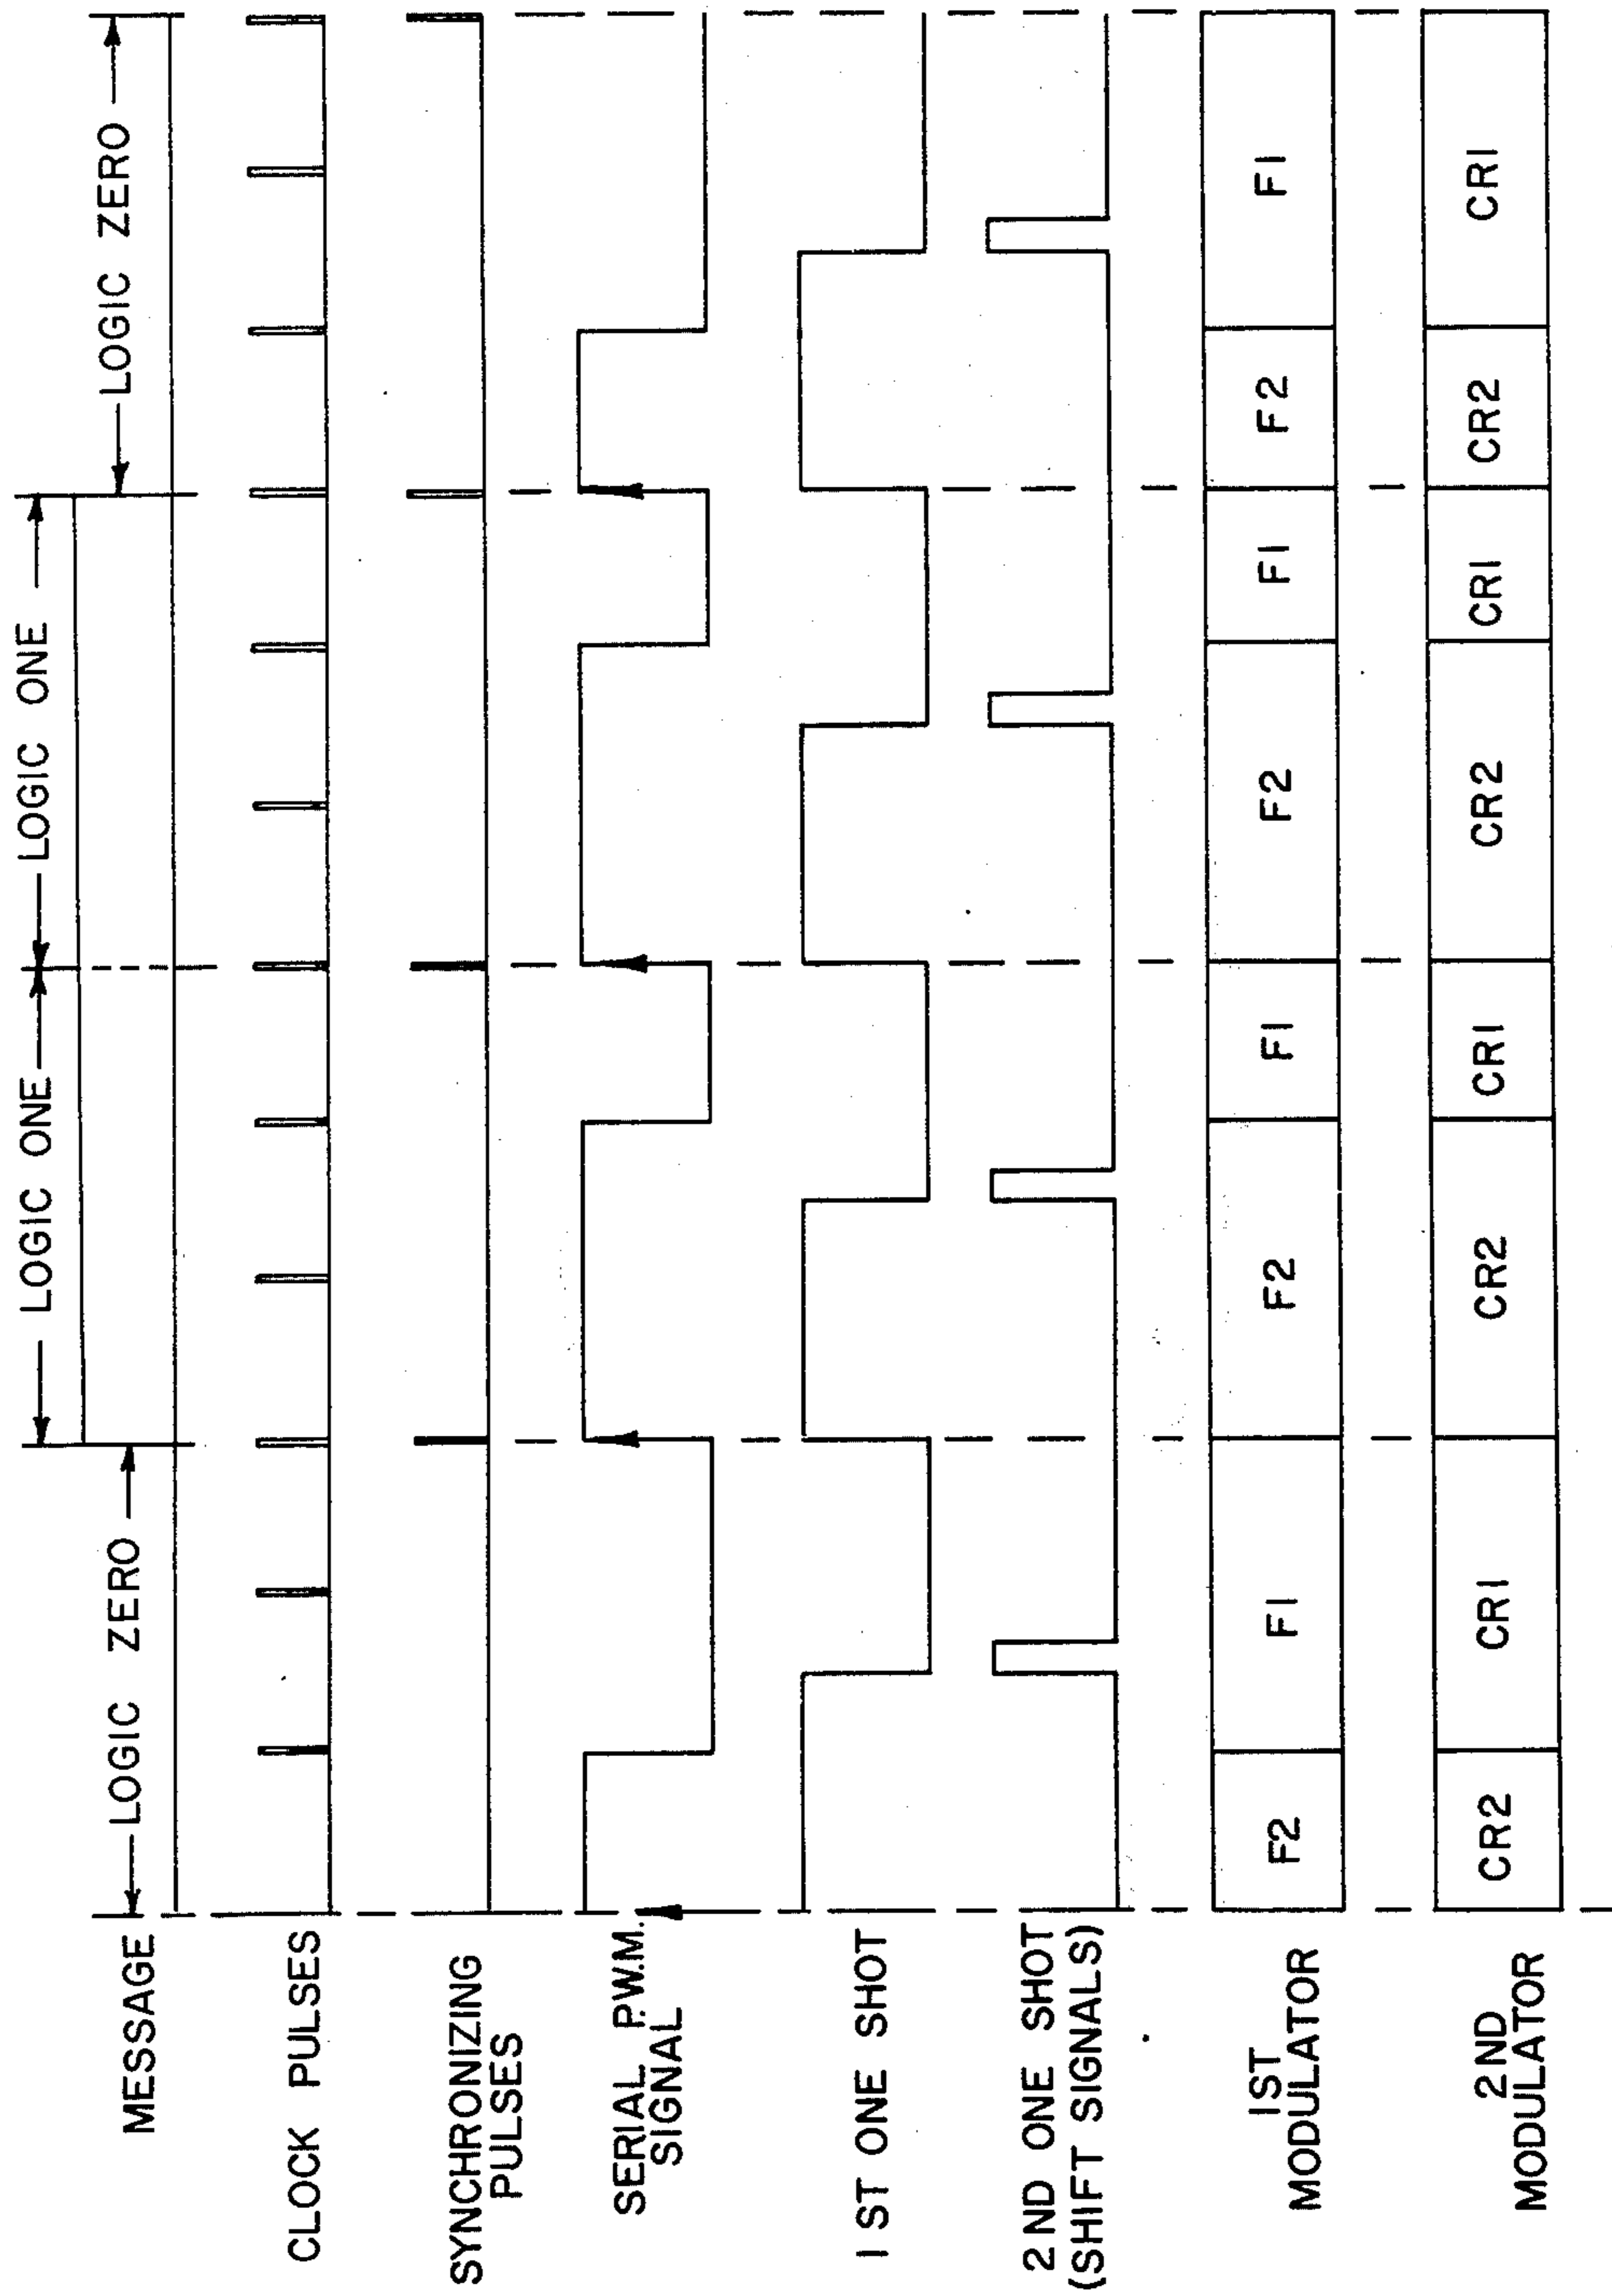 LOGIC ONE
LOGIC ONE
LOGIC ZERO
LOGIC ZERO
MESSAGE
CLOCK PULSES
SYNCHRONIZING
PULSES
SERIAL P.W.M.
SIGNAL
1 ST ONE SHOT
2 ND ONE SHOT
(SHIFT SIGNALS)
1ST
MODULATOR
F2
F1
F2
F1
F2
F1
F2
F1
2 ND
MODULATOR
CR2
CR1
CR2
CR1
CR2
CR1
CR2
CR1